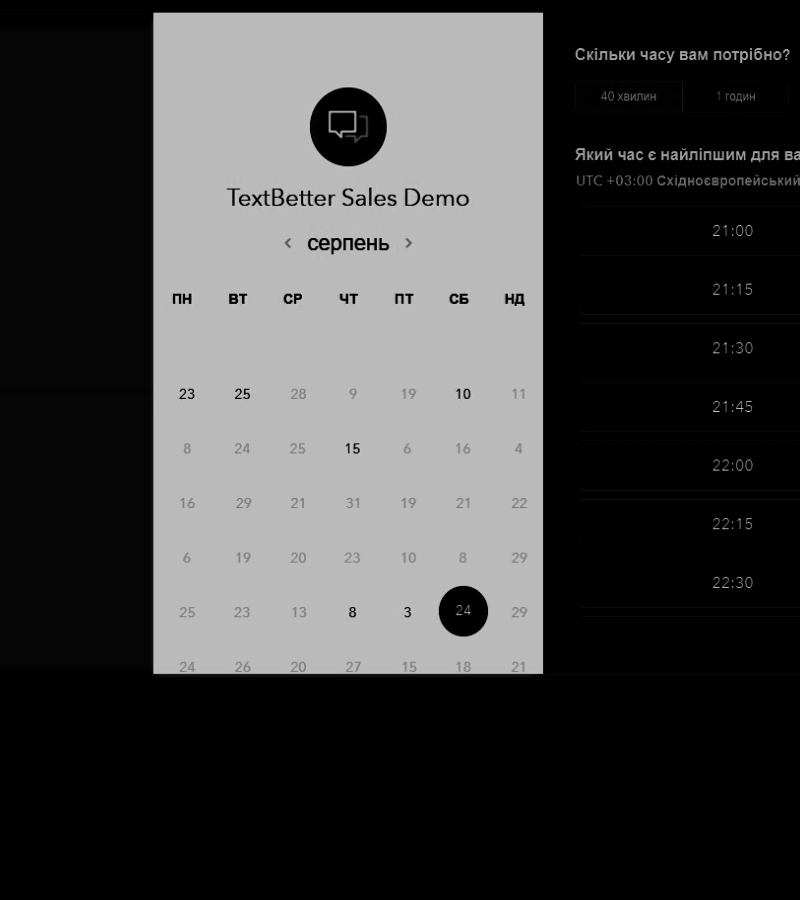 TextBetter Sales Demo
серпень
ПН ВТ СР ЧТ ПТ СБ НД
23 25 28 9 19 10 11
8 24 25 15 6 16 4
16 29 21 31 19 21 22
6 19 20 23 10 8 29
25 23 13 8 3 24 29
24 26 20 27 15 18 21
Скільки часу вам потрібно?
40 хвилин 1 годин
Який час є найліпшим для ва
UTC +03:00 Східноєвропейський
21:00
21:15
21:30
21:45
22:00
22:15
22:30